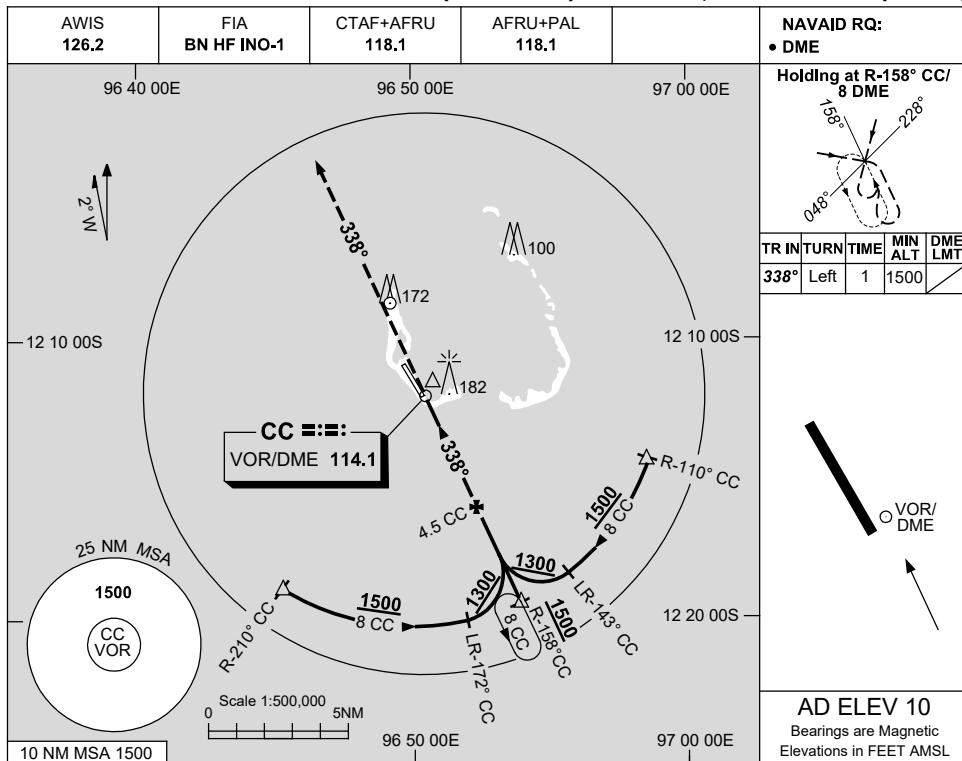 AWIS
126.2
FIA
BN HF INO-1
CTAF+AFRU
118.1
AFRU+PAL
118.1
NAVAID RQ:
• DME
Holding at R-158° CC/
8 DME
158°
228°
048°
TR IN TURN TIME MIN ALT DME LMT
338° Left 1 1500
96 40 00E
96 50 00E
97 00 00E
2° W
338°
100
172
12 10 00S
12 10 00S
182
CC
VOR/DME 114.1
338°
R-110° CC
4.5 CC
1500
8 CC
1300
1300
LR-143° CC
25 NM MSA
1500
CC
VOR
R-210° CC
1500
8 CC
LR-172° CC
8 CC
R-158°CC
1500
12 20 00S
Scale 1:500,000
0 5NM
10 NM MSA 1500
96 50 00E
97 00 00E
VOR/
DME
AD ELEV 10
Bearings are Magnetic
Elevations in FEET AMSL